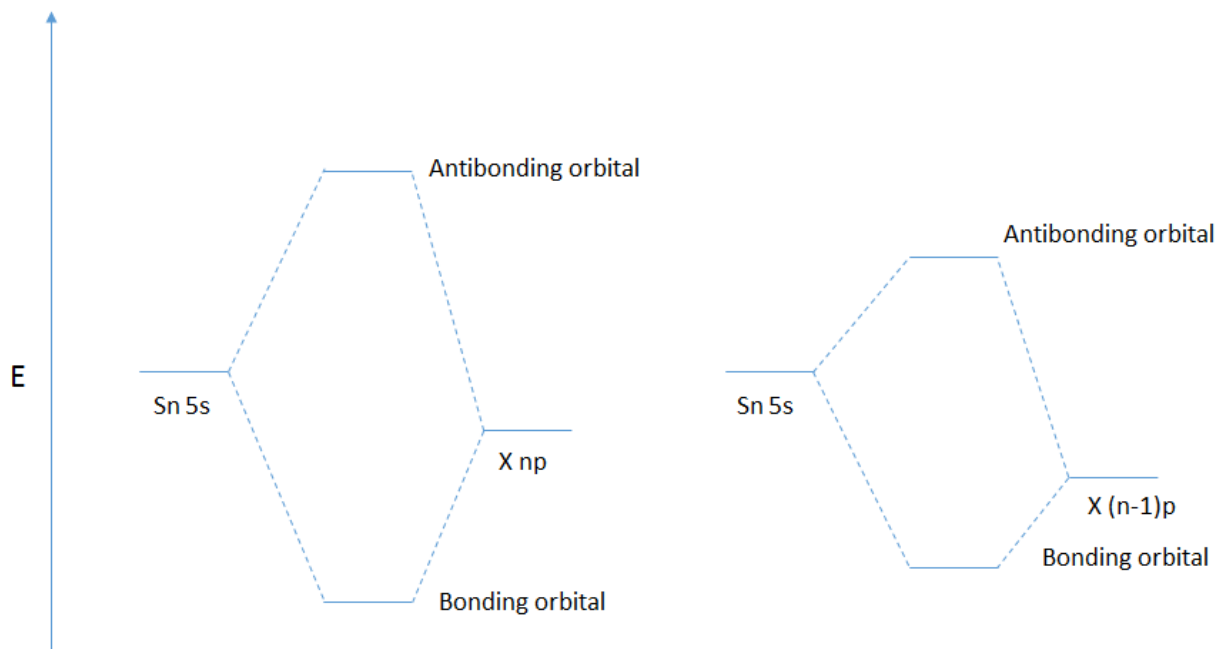 Antibonding orbital
Antibonding orbital
E
Sn 5s
Sn 5s
X np
X (n-1)p
Bonding orbital
Bonding orbital